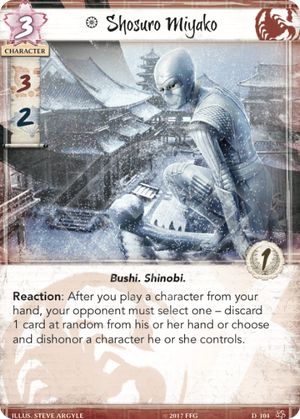 3
Shosuro Miyako
CHARACTER
3
2
Bushi. Shinobi.
1
Reaction: After you play a character from your
hand, your opponent must select one – discard
1 card at random from his or her hand or choose
and dishonor a character he or she controls.
ILLUS. STEVE ARGYLE
© 2017 FFG
D 104